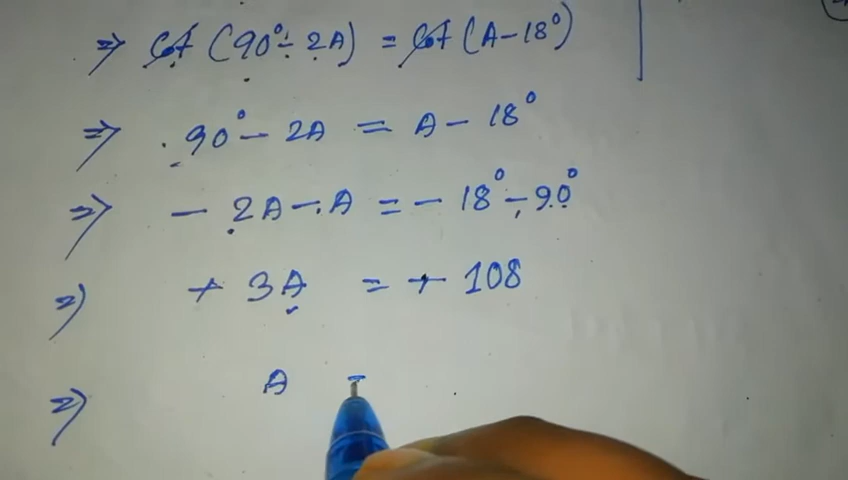 ⇒ Cot (90° - 2A) = Cot (A - 18°)
⇒ 90° - 2A = A - 18°
⇒ - 2A - A = - 18° - 90°
⇒ + 3A = + 108
⇒ A =